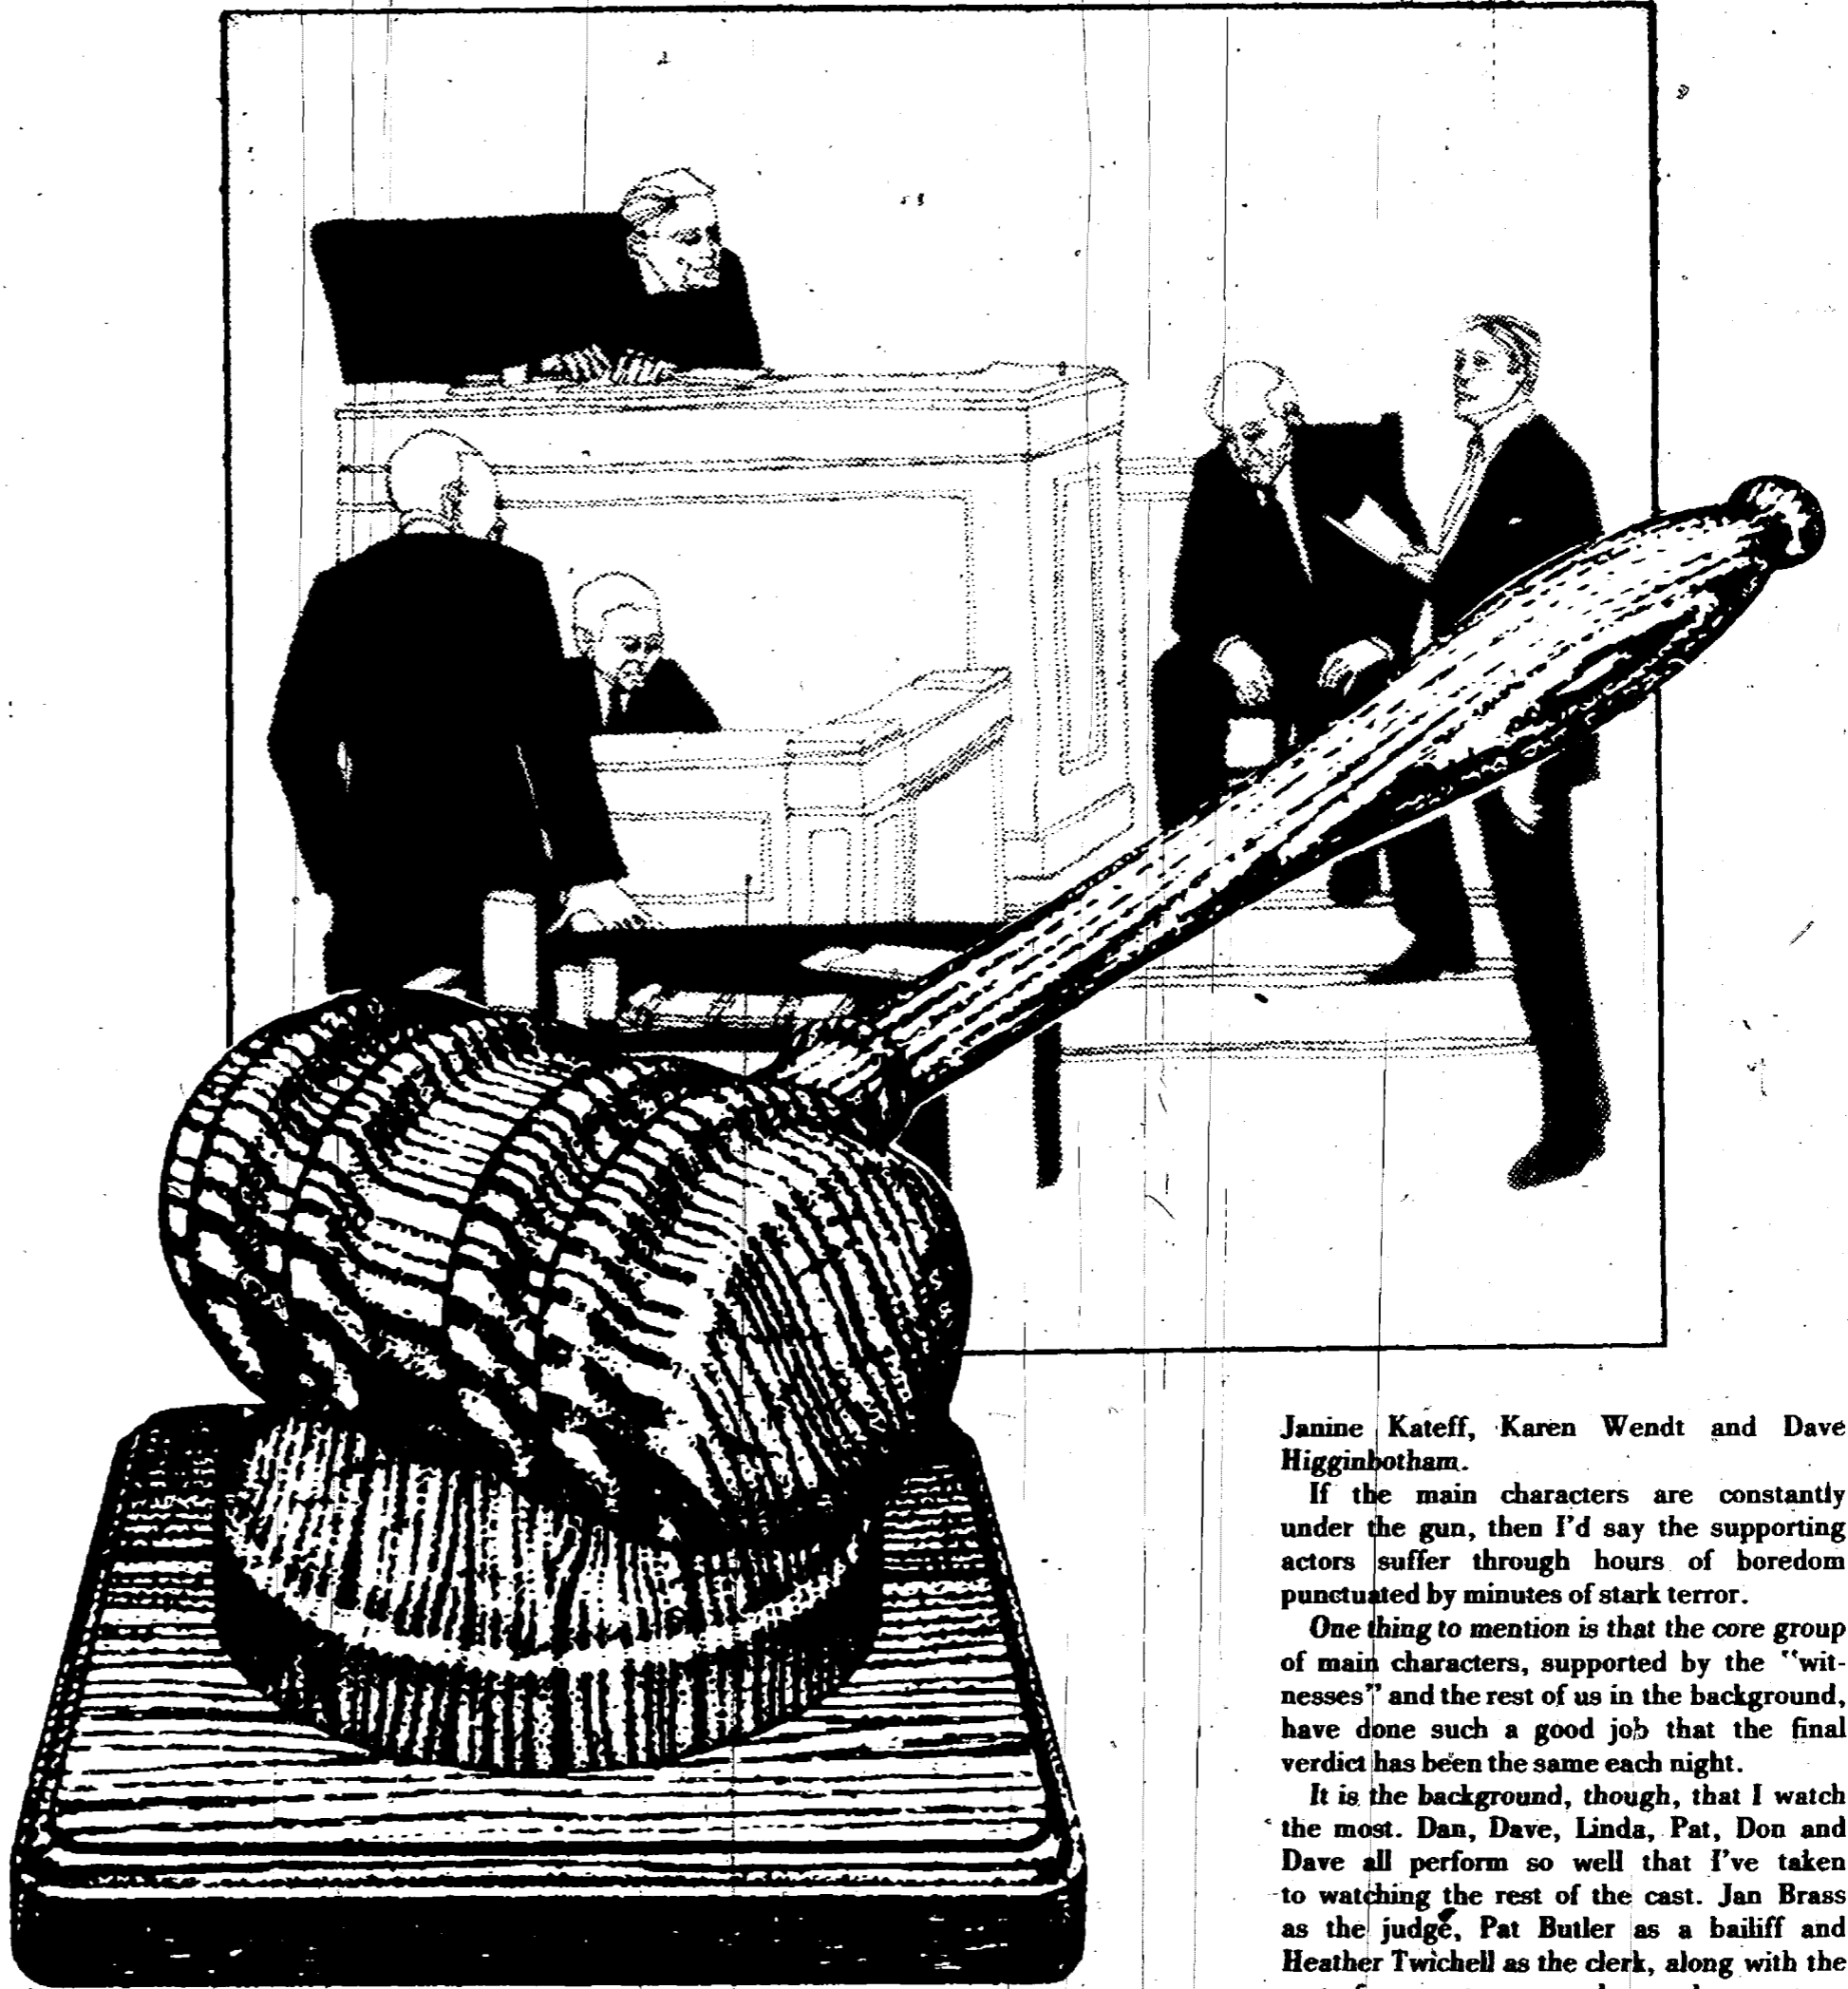 Janine Kateff, Karen Wendt and Dave
Higginbotham.
If the main characters are constantly
under the gun, then I'd say the supporting
actors suffer through hours of boredom
punctuated by minutes of stark terror.
One thing to mention is that the core group
of main characters, supported by the "wit-
nesses" and the rest of us in the background,
have done such a good job that the final
verdict has been the same each night.
It is the background, though, that I watch
the most. Dan, Dave, Linda, Pat, Don and
Dave all perform so well that I've taken
to watching the rest of the cast. Jan Brass
as the judge, Pat Butler as a bailiff and
Heather Twichell as the clerk, along with the